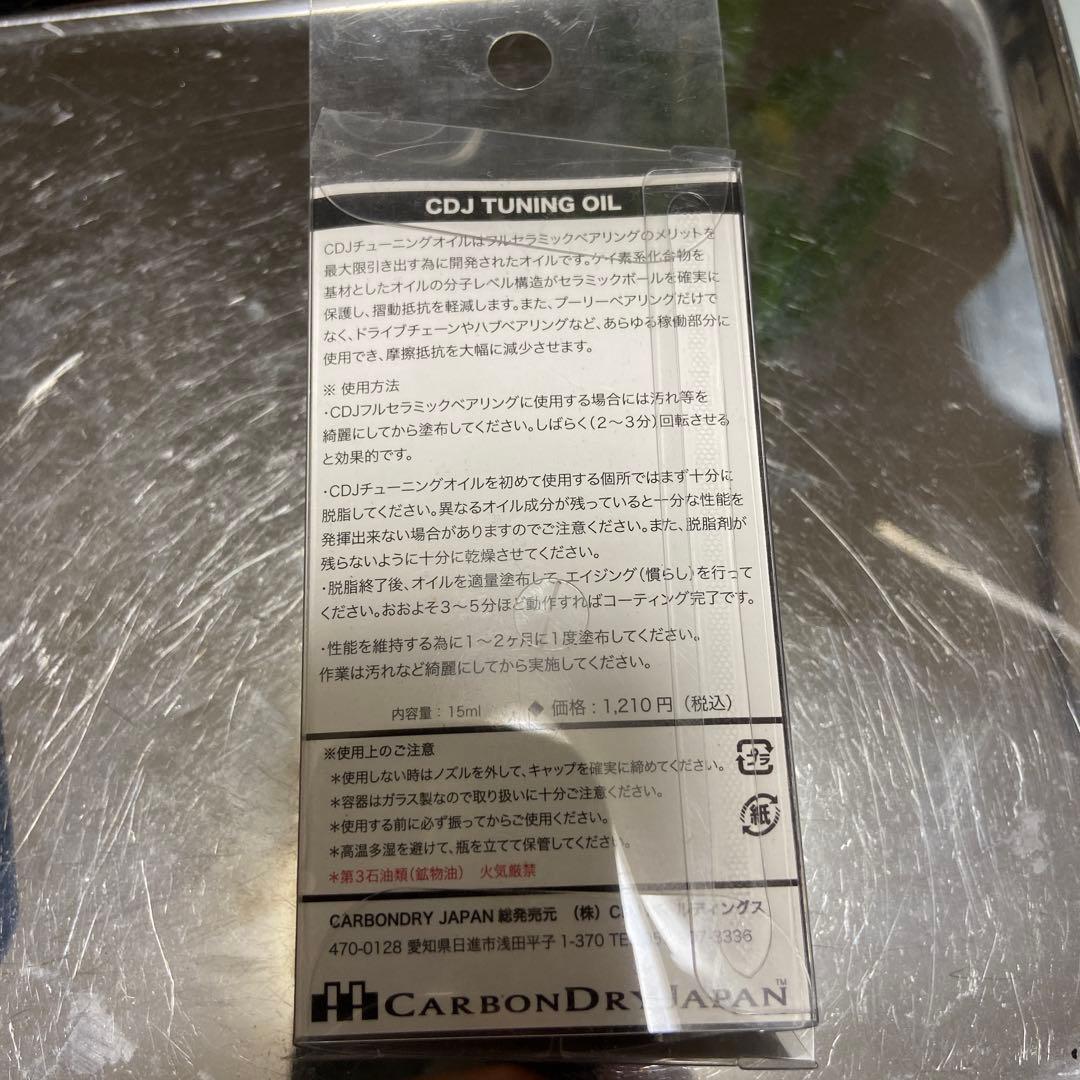 CDJ TUNING OIL
CDJチューニングオイルはフルセラミックベアリングのメリットを
最大限引き出す為に開発されたオイルです。ケイ素系化合物を
基材としたオイルの分子レベル構造がセラミックボールを確実に
保護し、摺動抵抗を軽減します。また、プーリーベアリングだけで
なく、ドライブチェーンやハブベアリングなど、あらゆる稼働部分に
使用でき、摩擦抵抗を大幅に減少させます。
※ 使用方法
・CDJフルセラミックベアリングに使用する場合には汚れ等を
綺麗にしてから塗布してください。しばらく(2〜3分)回転させる
と効果的です。
・CDJチューニングオイルを初めて使用する個所ではまず十分に
脱脂してください。異なるオイル成分が残っていると十分な性能を
発揮出来ない場合がありますのでご注意ください。また、脱脂剤が
残らないように十分に乾燥させてください。
・脱脂終了後、オイルを適量塗布して、エイジング(慣らし)を行って
ください。おおよそ3〜5分ほど動作すればコーティング完了です。
・性能を維持する為に1〜2ヶ月に1度塗布してください。
作業は汚れなど綺麗にしてから実施してください。
内容量：15ml ◆ 価格：1,210円（税込）
※使用上のご注意
＊使用しない時はノズルを外して、キャップを確実に締めてください。
＊容器はガラス製なので取り扱いに十分ご注意ください。
＊使用する前に必ず振ってからご使用ください。
＊高温多湿を避けて、瓶を立てて保管してください。
＊第3石油類（鉱物油）　火気厳禁
プラ
紙
CARBONDRY JAPAN 総発売元　（株）ルディングス
470-0128 愛知県日進市浅田平子 1-370 -3336
CARBONDRY JAPAN™